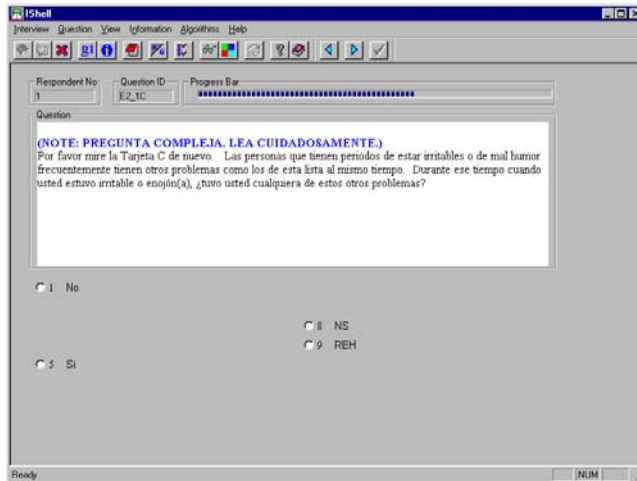 IShell
Interview Question View Information Algorithms Help
g1
Respondent No
Question ID
Progress Bar
1
E2_1C
Question
(NOTE: PREGUNTA COMPLEJA. LEA CUIDADOSAMENTE.)
Por favor mire la Tarjeta C de nuevo. Las personas que tienen periodos de estar irritables o de mal humor
frecuentemente tienen otros problemas como los de esta lista al mismo tiempo. Durante ese tiempo cuando
usted estuvo irritable o enojón(a), ¿tuvo usted cualquiera de estos otros problemas?
1 No
8 NS
9 REH
5 Si
Ready
NUM